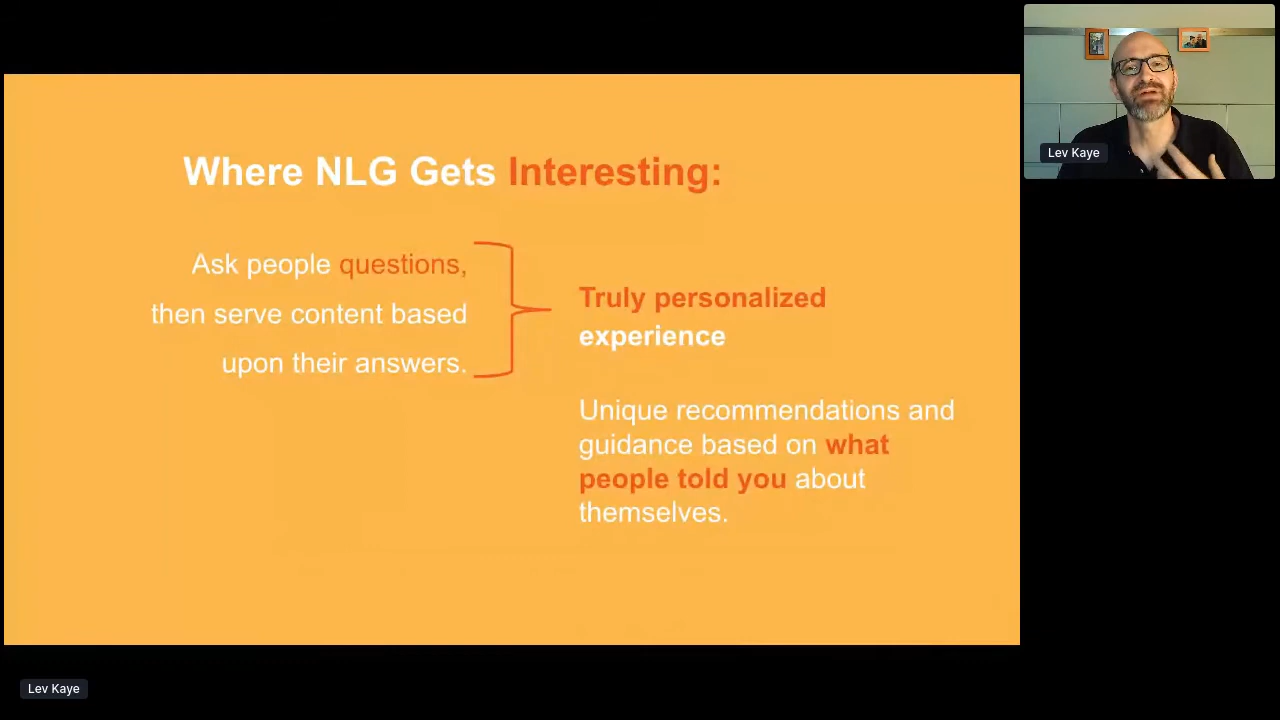 Where NLG Gets Interesting:
Ask people questions,
then serve content based
upon their answers.
Truly personalized
experience
Unique recommendations and
guidance based on what
people told you about
themselves.
Lev Kaye
Lev Kaye